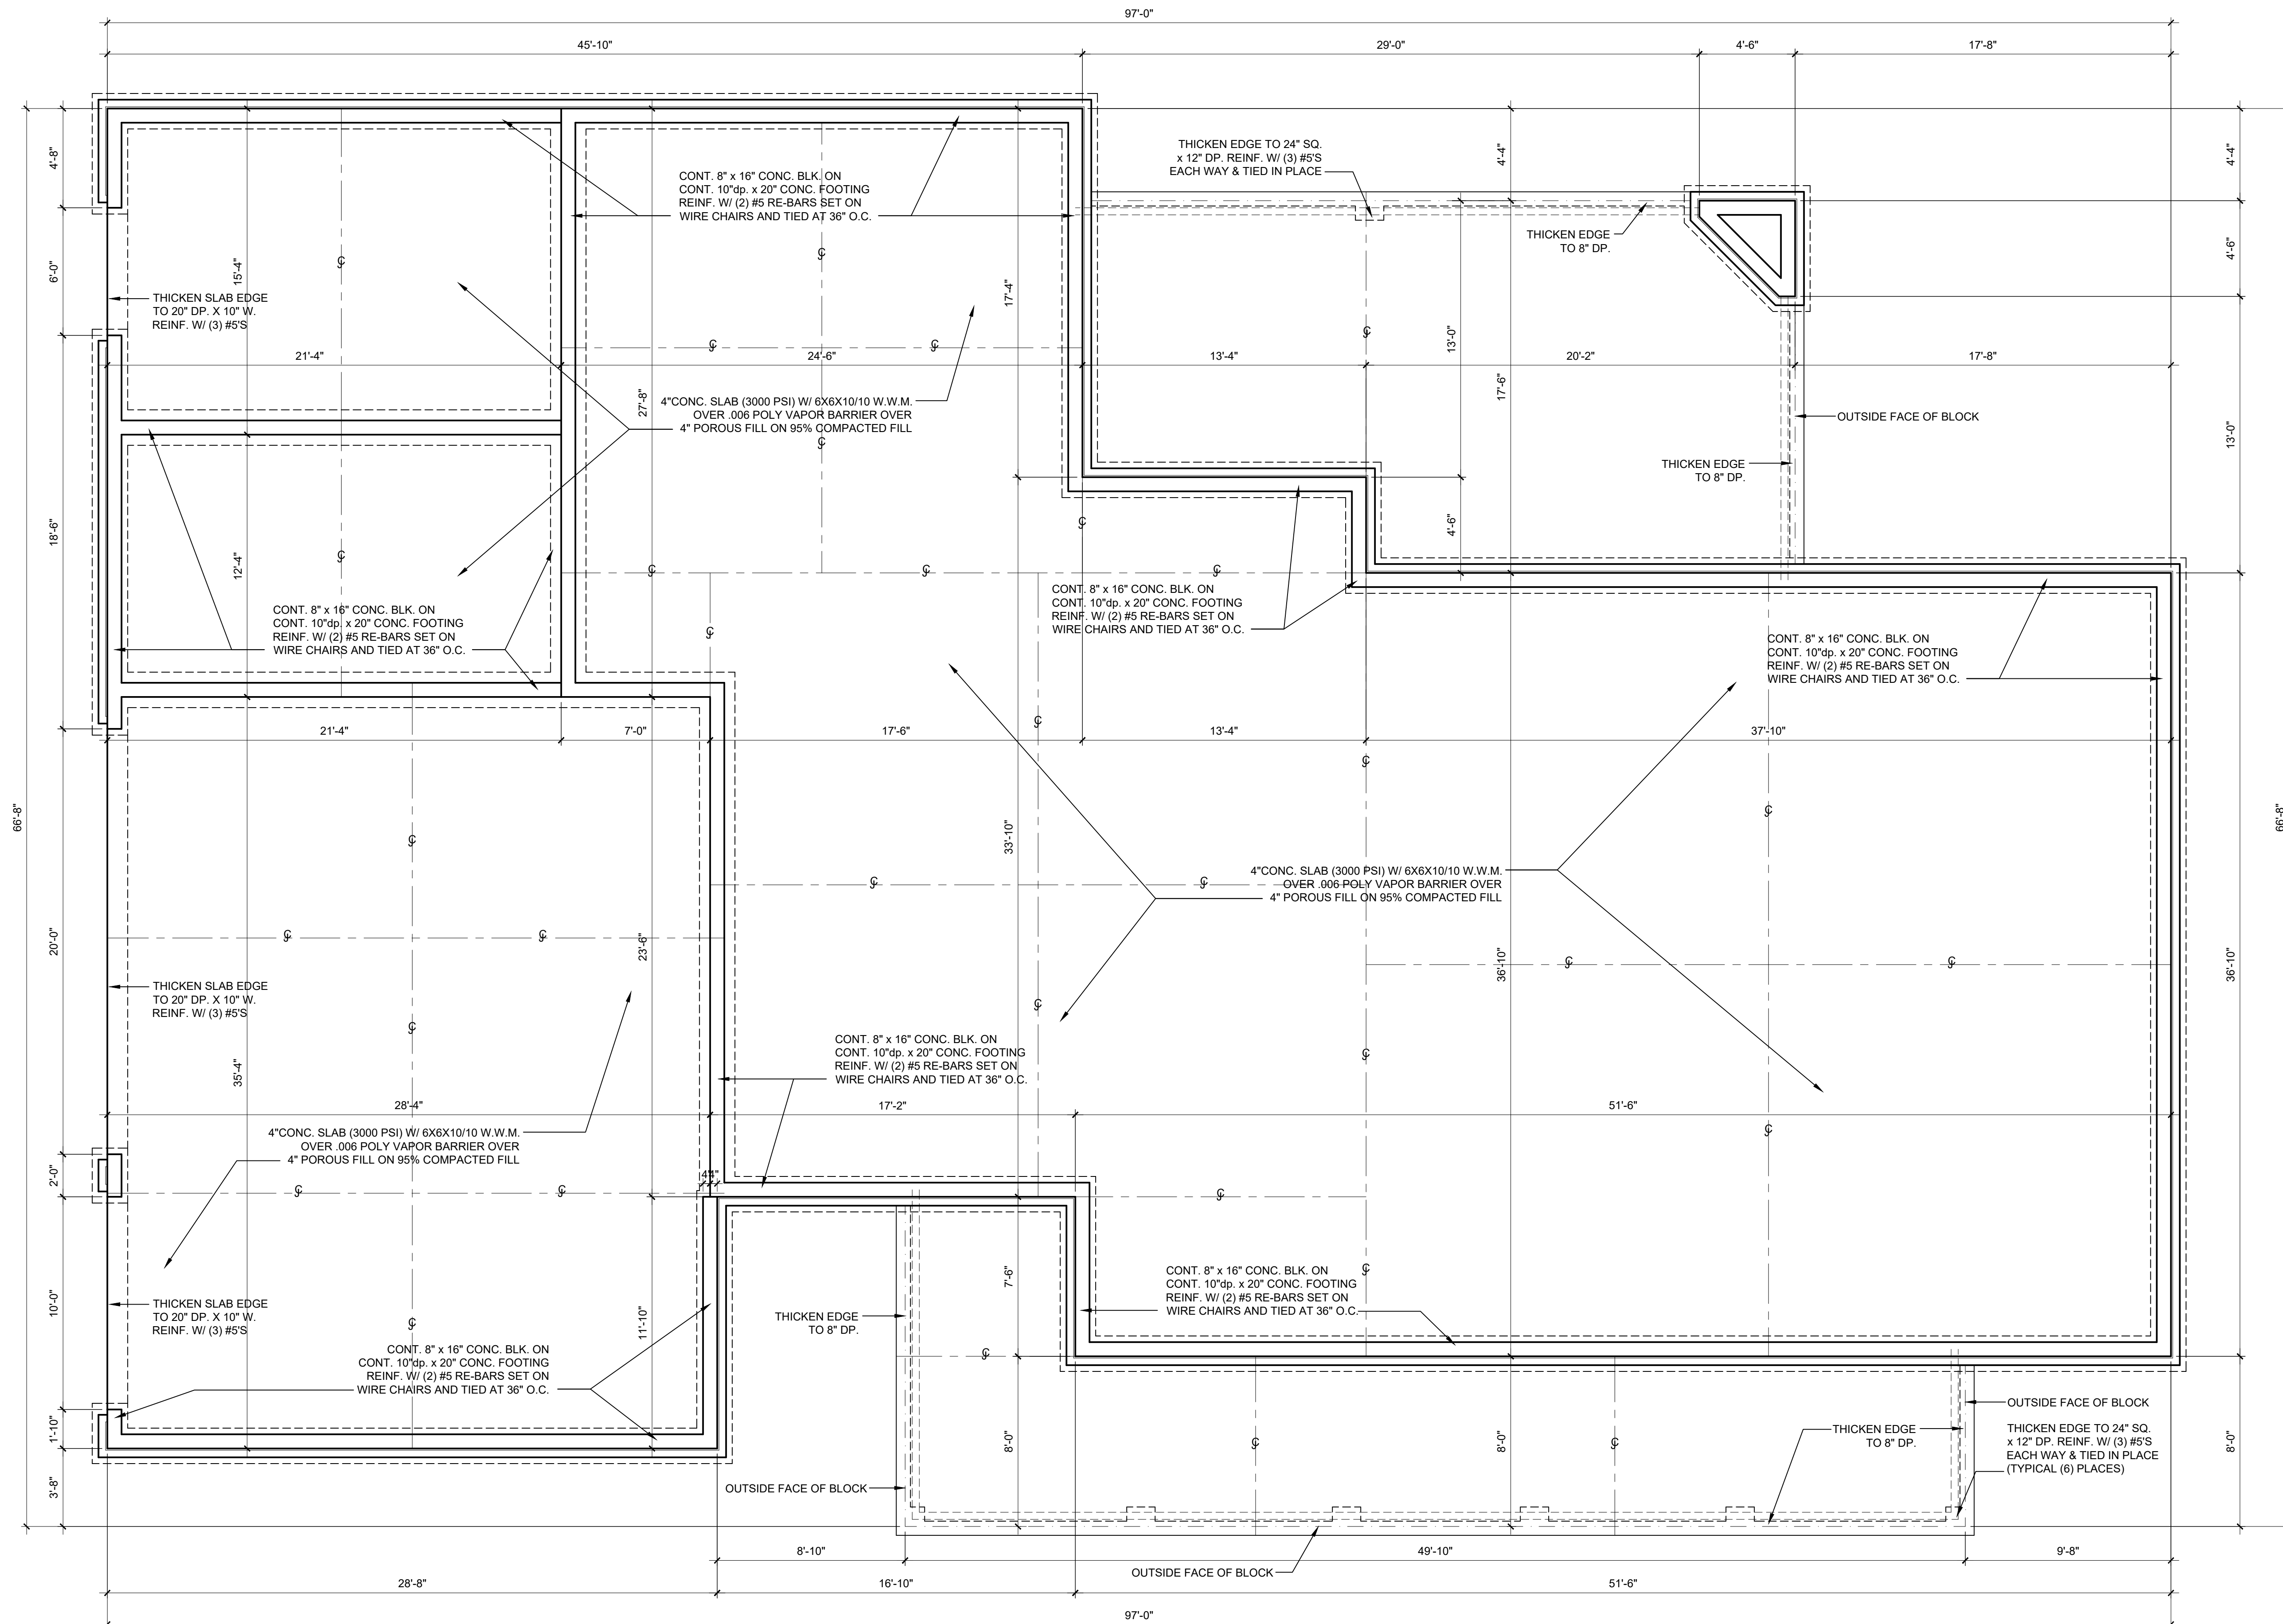 97'-0"
45'-10"
29'-0"
4'-6"
17'-8"
4'-8"
6'-0"
18'-6"
20'-0"
2'-0"
10'-0"
1'-10"
3'-8"
66'-8"
15'-4"
12'-4"
35'-4"
27'-8"
23'-6"
11'-10"
17'-4"
33'-10"
7'-6"
8'-0"
4'-4"
17'-6"
36'-10"
8'-0"
13'-0"
4'-6"
4'-4"
4'-6"
13'-0"
36'-10"
8'-0"
66'-8"
CONT. 8" x 16" CONC. BLK. ON
CONT. 10"dp. x 20" CONC. FOOTING
REINF. W/ (2) #5 RE-BARS SET ON
WIRE CHAIRS AND TIED AT 36" O.C.
THICKEN EDGE TO 24" SQ.
x 12" DP. REINF. W/ (3) #5'S
EACH WAY & TIED IN PLACE
THICKEN EDGE
TO 8" DP.
THICKEN SLAB EDGE
TO 20" DP. X 10" W.
REINF. W/ (3) #5'S
21'-4"
24'-6"
13'-4"
20'-2"
17'-8"
4"CONC. SLAB (3000 PSI) W/ 6X6X10/10 W.W.M.
OVER .006 POLY VAPOR BARRIER OVER
4" POROUS FILL ON 95% COMPACTED FILL
OUTSIDE FACE OF BLOCK
THICKEN EDGE
TO 8" DP.
CONT. 8" x 16" CONC. BLK. ON
CONT. 10"dp. x 20" CONC. FOOTING
REINF. W/ (2) #5 RE-BARS SET ON
WIRE CHAIRS AND TIED AT 36" O.C.
CONT. 8" x 16" CONC. BLK. ON
CONT. 10"dp. x 20" CONC. FOOTING
REINF. W/ (2) #5 RE-BARS SET ON
WIRE CHAIRS AND TIED AT 36" O.C.
CONT. 8" x 16" CONC. BLK. ON
CONT. 10"dp. x 20" CONC. FOOTING
REINF. W/ (2) #5 RE-BARS SET ON
WIRE CHAIRS AND TIED AT 36" O.C.
21'-4"
7'-0"
17'-6"
13'-4"
37'-10"
4"CONC. SLAB (3000 PSI) W/ 6X6X10/10 W.W.M.
OVER .006 POLY VAPOR BARRIER OVER
4" POROUS FILL ON 95% COMPACTED FILL
THICKEN SLAB EDGE
TO 20" DP. X 10" W.
REINF. W/ (3) #5'S
CONT. 8" x 16" CONC. BLK. ON
CONT. 10"dp. x 20" CONC. FOOTING
REINF. W/ (2) #5 RE-BARS SET ON
WIRE CHAIRS AND TIED AT 36" O.C.
28'-4"
17'-2"
51'-6"
4"CONC. SLAB (3000 PSI) W/ 6X6X10/10 W.W.M.
OVER .006 POLY VAPOR BARRIER OVER
4" POROUS FILL ON 95% COMPACTED FILL
4"
4"
THICKEN SLAB EDGE
TO 20" DP. X 10" W.
REINF. W/ (3) #5'S
THICKEN EDGE
TO 8" DP.
CONT. 8" x 16" CONC. BLK. ON
CONT. 10"dp. x 20" CONC. FOOTING
REINF. W/ (2) #5 RE-BARS SET ON
WIRE CHAIRS AND TIED AT 36" O.C.
CONT. 8" x 16" CONC. BLK. ON
CONT. 10"dp. x 20" CONC. FOOTING
REINF. W/ (2) #5 RE-BARS SET ON
WIRE CHAIRS AND TIED AT 36" O.C.
OUTSIDE FACE OF BLOCK
THICKEN EDGE
TO 8" DP.
THICKEN EDGE TO 24" SQ.
x 12" DP. REINF. W/ (3) #5'S
EACH WAY & TIED IN PLACE
(TYPICAL (6) PLACES)
OUTSIDE FACE OF BLOCK
OUTSIDE FACE OF BLOCK
8'-10"
49'-10"
9'-8"
28'-8"
16'-10"
51'-6"
97'-0"